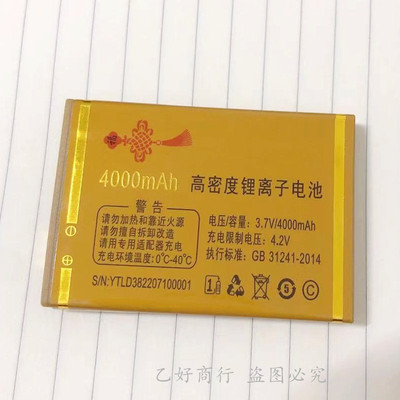 4000mAh 高密度锂离子电池
警告
请勿加热和靠近火源
请勿擅自拆卸改造
请用专用适配器充电
充电环境温度:0℃-40℃
S/N:YTLD382207100001
电压/容量: 3.7V/4000mAh
充电限制电压: 4.2V
执行标准: GB 31241-2014
1
5
C
乙好商行 盗图必究